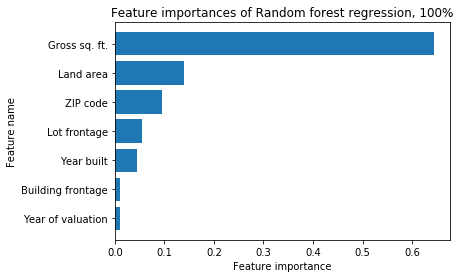 Feature importances of Random forest regression, 100%
Gross sq. ft.
Land area
ZIP code
Lot frontage
Year built
Building frontage
Year of valuation
Feature name
0.0 0.1 0.2 0.3 0.4 0.5 0.6
Feature importance